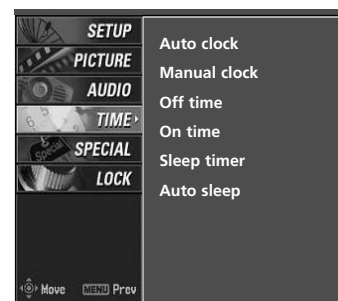 SETUP
PICTURE
AUDIO
TIME
SPECIAL
LOCK
Move MENU Prev
Auto clock
Manual clock
Off time
On time
Sleep timer
Auto sleep